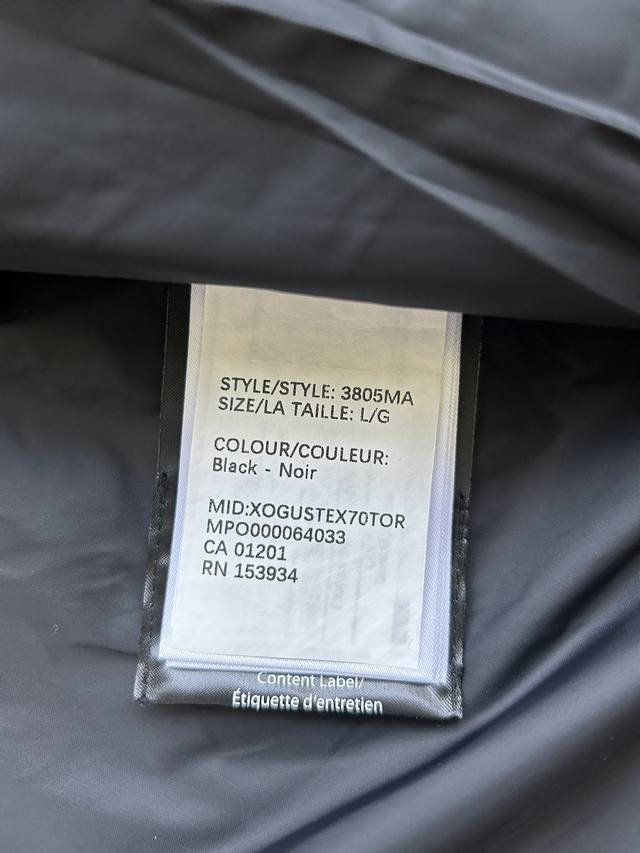 STYLE/STYLE: 3805MA
SIZE/LA TAILLE: L/G
COLOUR/COULEUR:
Black - Noir
MID:XOGUSTEX70TOR
MPO000064033
CA 01201
RN 153934
Content Label/
Étiquette d'entretien